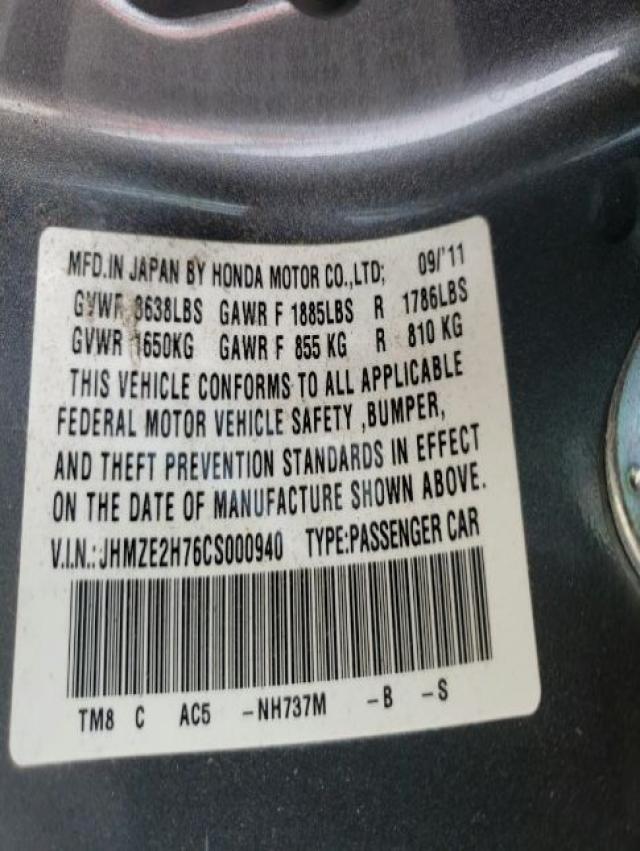 MFD.IN JAPAN BY HONDA MOTOR CO.,LTD; 09/'11
GVWR 3638LBS GAWR F 1885LBS R 1786LBS
GVWR 1650KG GAWR F 855 KG R 810 KG
THIS VEHICLE CONFORMS TO ALL APPLICABLE
FEDERAL MOTOR VEHICLE SAFETY ,BUMPER,
AND THEFT PREVENTION STANDARDS IN EFFECT
ON THE DATE OF MANUFACTURE SHOWN ABOVE.
V.I.N.:JHMZE2H76CS000940 TYPE:PASSENGER CAR
TM8 C AC5 -NH737M -B -S